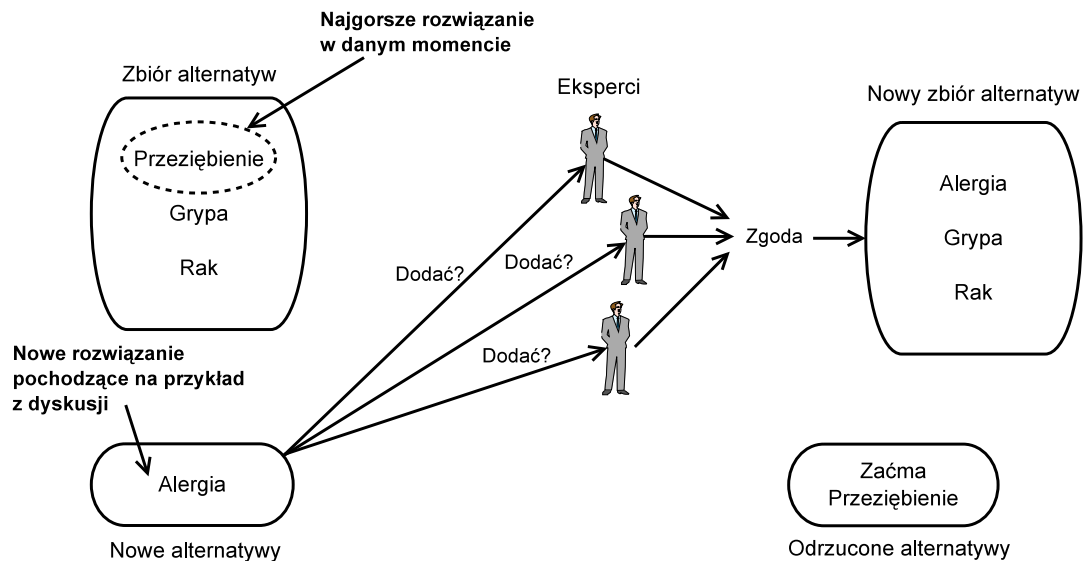 Najgorsze rozwiązanie
w danym momencie
Zbiór alternatyw
Przeziębienie
Grypa
Rak
Nowe rozwiązanie
pochodzące na przykład
z dyskusji
Alergia
Nowe alternatywy
Eksperci
Dodać?
Dodać?
Dodać?
Zgoda
Nowy zbiór alternatyw
Alergia
Grypa
Rak
Zaćma
Przeziębienie
Odrzucone alternatywy